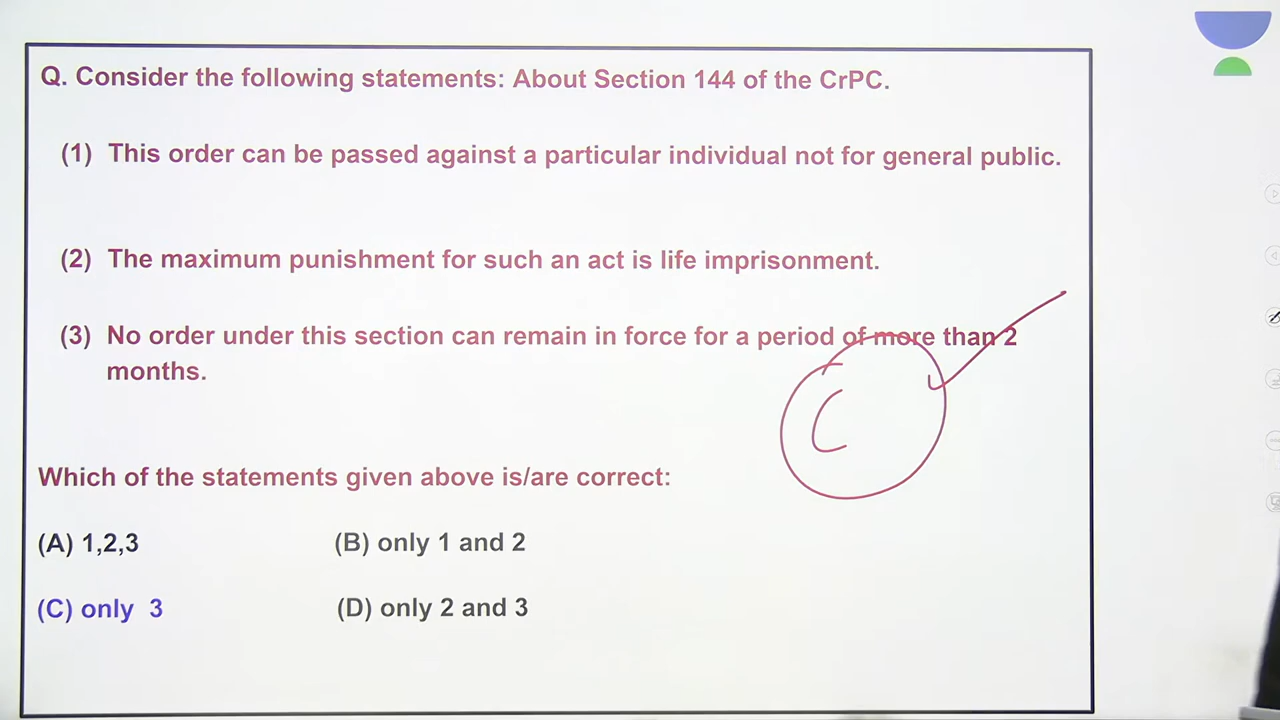 Q. Consider the following statements: About Section 144 of the CrPC.
(1) This order can be passed against a particular individual not for general public.
(2) The maximum punishment for such an act is life imprisonment.
(3) No order under this section can remain in force for a period of more than 2
months.
C
Which of the statements given above is/are correct:
(A) 1,2,3 (B) only 1 and 2
(C) only 3 (D) only 2 and 3